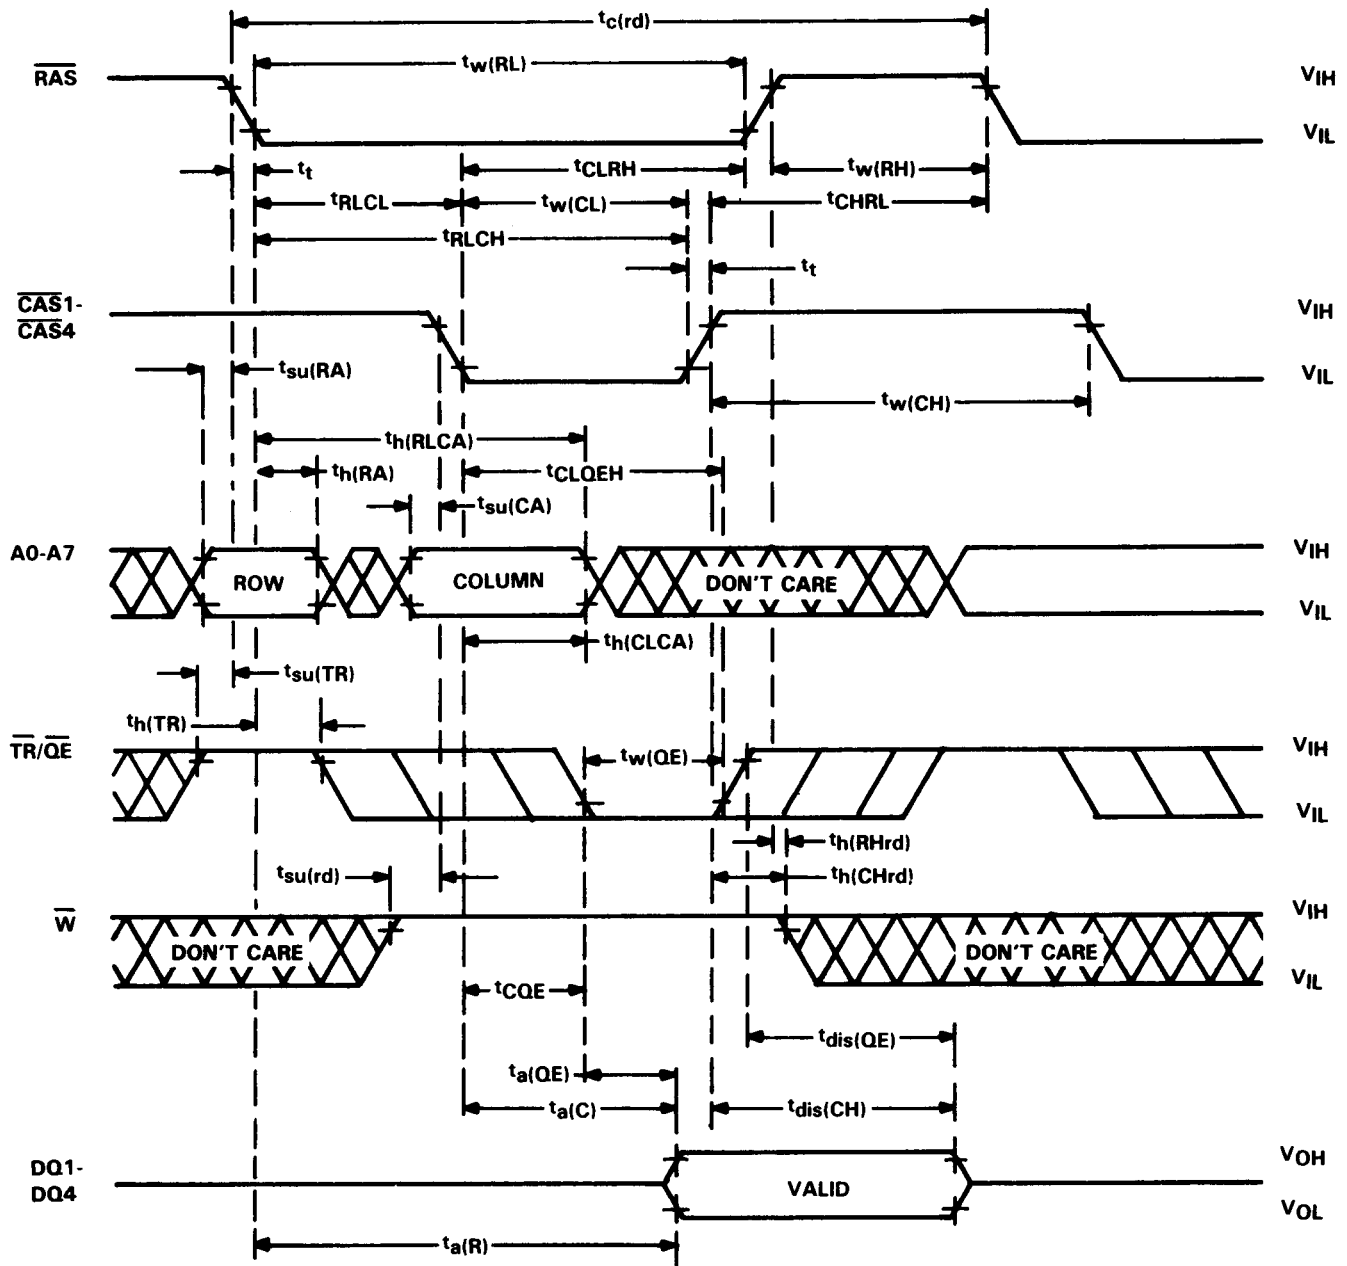 tc(rd)
RAS
tw(RL)
VIH
VIL
tt
tCLRH
tw(RH)
tRLCL
tw(CL)
tCHRL
tRLCH
tt
CAS1-
CAS4
VIH
VIL
tsu(RA)
tw(CH)
th(RLCA)
th(RA)
tCLQEH
tsu(CA)
A0-A7
ROW
COLUMN
DON'T CARE
VIH
VIL
th(CLCA)
tsu(TR)
th(TR)
TR/QE
tw(QE)
VIH
VIL
th(RHrd)
tsu(rd)
th(CHrd)
W
DON'T CARE
DON'T CARE
VIH
VIL
tCQE
tdis(QE)
ta(QE)
ta(C)
tdis(CH)
DQ1-
DQ4
VALID
VOH
VOL
ta(R)